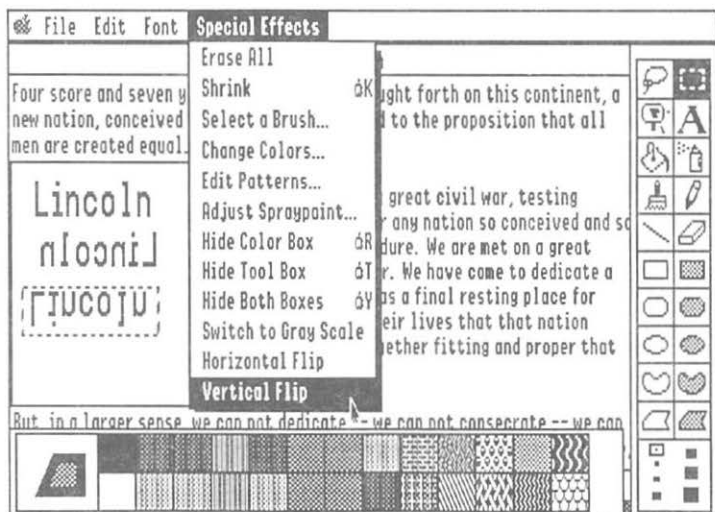 File Edit Font Special Effects
Erase All
Shrink K
Select a Brush...
Change Colors...
Edit Patterns...
Adjust Spraypaint...
Hide Color Box R
Hide Tool Box T
Hide Both Boxes Y
Switch to Gray Scale
Horizontal Flip
Vertical Flip
Four score and seven y ught forth on this continent, a
new nation, conceived d to the proposition that all
men are created equal.
great civil war, testing
any nation so conceived and so
dure. We are met on a great
. We have come to dedicate a
as a final resting place for
eir lives that that nation
ether fitting and proper that
Lincoln
Lincoln
Lincoln
But, in a larger sense, we can not dedicate -- we can not consecrate -- we can
A